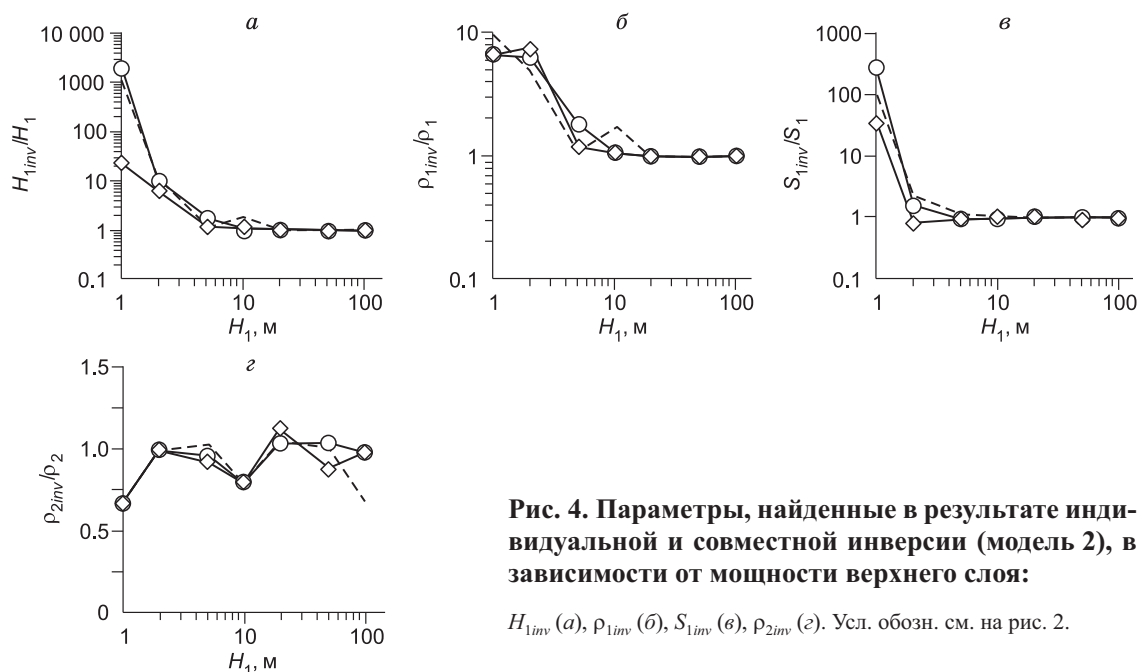 а
10 000
1000
100
10
1
0.1
H1inv/H1
1 10 100
H1, м
б
10
1
0.1
ρ1inv/ρ1
1 10 100
H1, м
в
1000
100
10
1
0.1
S1inv/S1
1 10 100
H1, м
г
1.5
1.0
0.5
0
ρ2inv/ρ2
1 10 100
H1, м
Рис. 4. Параметры, найденные в результате инди-
видуальной и совместной инверсии (модель 2), в
зависимости от мощности верхнего слоя:
H1inv (а), ρ1inv (б), S1inv (в), ρ2inv (г). Усл. обозн. см. на рис. 2.